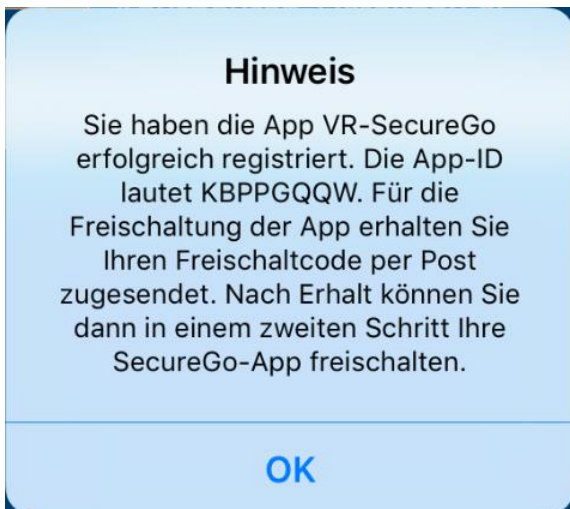 Hinweis
Sie haben die App VR-SecureGo
erfolgreich registriert. Die App-ID
lautet KBPPGQQW. Für die
Freischaltung der App erhalten Sie
Ihren Freischaltcode per Post
zugesendet. Nach Erhalt können Sie
dann in einem zweiten Schritt Ihre
SecureGo-App freischalten.
OK